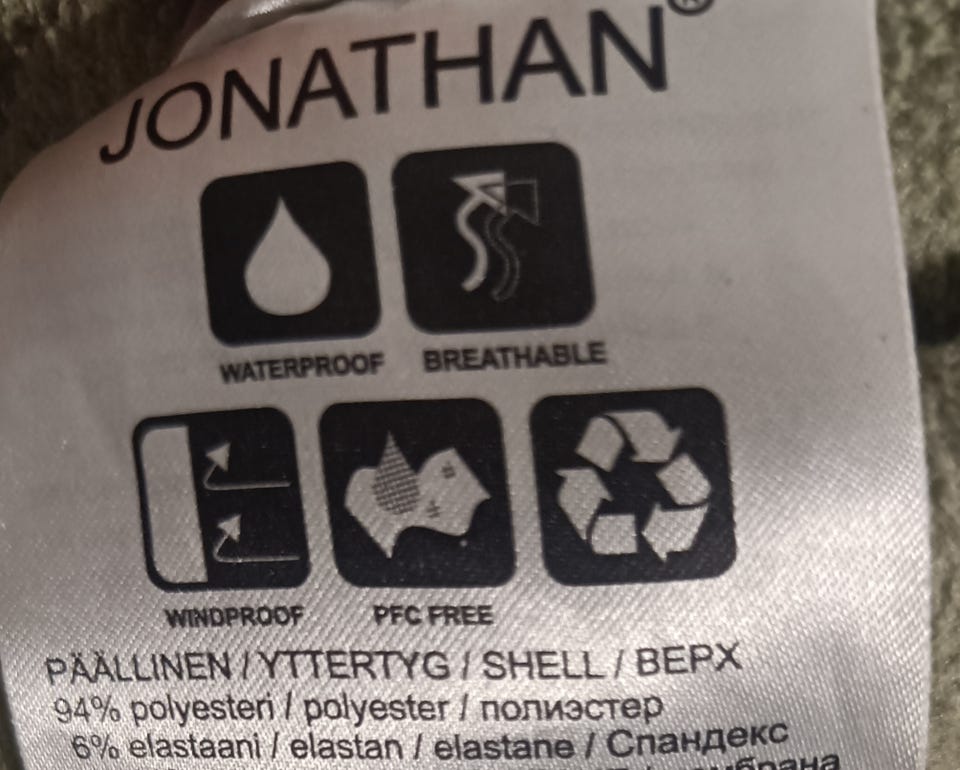 JONATHAN®
WATERPROOF BREATHABLE
WINDPROOF PFC FREE
PÄÄLLINEN / YTTERTYG / SHELL / ВЕРХ
94% polyesteri / polyester / полиэстер
6% elastaani / elastan / elastane / Спандекс